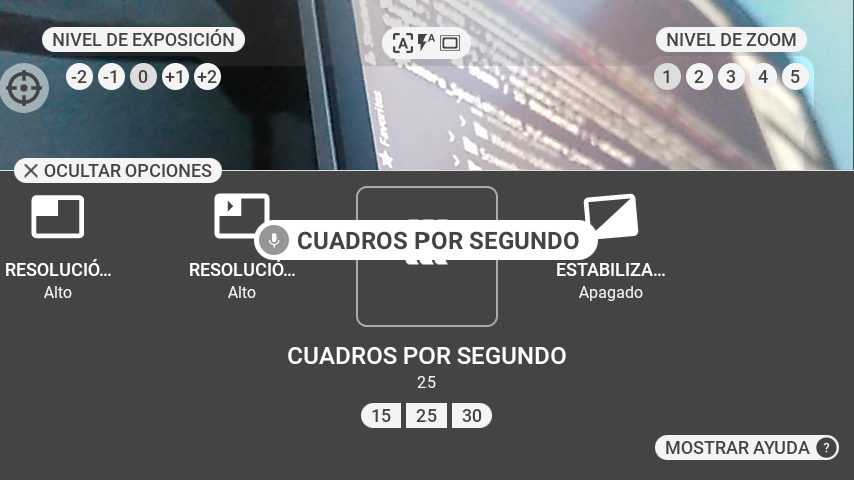 NIVEL DE EXPOSICIÓN
A
A
NIVEL DE ZOOM
-2 -1 0 +1 +2
1 2 3 4 5
Favorites
OCULTAR OPCIONES
CUADROS POR SEGUNDO
RESOLUCIÓ...
Alto
RESOLUCIÓ...
Alto
ESTABILIZA...
Apagado
CUADROS POR SEGUNDO
25
15 25 30
MOSTRAR AYUDA ?